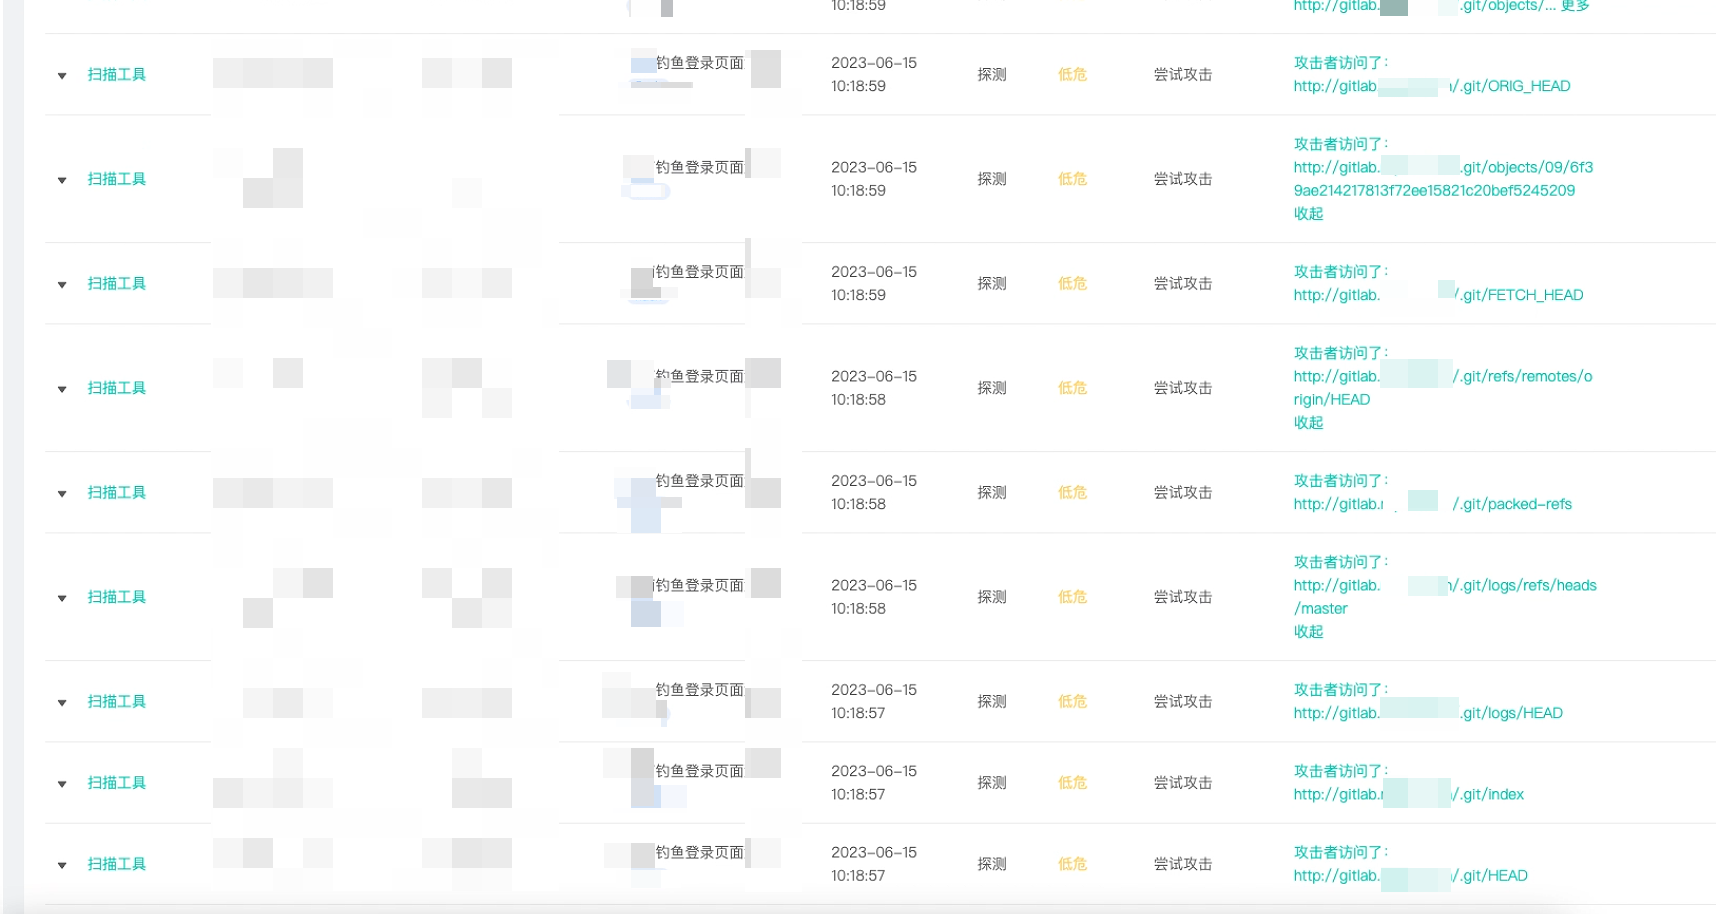 10:18:59
http://gitlab. .git/objects/... 更多
扫描工具
钓鱼登录页面
2023-06-15
10:18:59
探测
低危
尝试攻击
攻击者访问了:
http://gitlab. /.git/ORIG_HEAD
扫描工具
钓鱼登录页面
2023-06-15
10:18:59
探测
低危
尝试攻击
攻击者访问了:
http://gitlab. .git/objects/09/6f3
9ae214217813f72ee15821c20bef5245209
收起
扫描工具
钓鱼登录页面
2023-06-15
10:18:59
探测
低危
尝试攻击
攻击者访问了:
http://gitlab. /.git/FETCH_HEAD
扫描工具
钓鱼登录页面
2023-06-15
10:18:58
探测
低危
尝试攻击
攻击者访问了:
http://gitlab. /.git/refs/remotes/o
rigin/HEAD
收起
扫描工具
钓鱼登录页面
2023-06-15
10:18:58
探测
低危
尝试攻击
攻击者访问了:
http://gitlab. /.git/packed-refs
扫描工具
钓鱼登录页面
2023-06-15
10:18:58
探测
低危
尝试攻击
攻击者访问了:
http://gitlab. /.git/logs/refs/heads
/master
收起
扫描工具
钓鱼登录页面
2023-06-15
10:18:57
探测
低危
尝试攻击
攻击者访问了:
http://gitlab. .git/logs/HEAD
扫描工具
钓鱼登录页面
2023-06-15
10:18:57
探测
低危
尝试攻击
攻击者访问了:
http://gitlab. /.git/index
扫描工具
钓鱼登录页面
2023-06-15
10:18:57
探测
低危
尝试攻击
攻击者访问了:
http://gitlab. /.git/HEAD